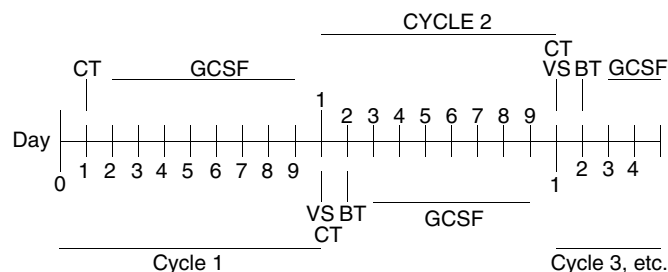 CYCLE 2
CT
CT GCSF VS BT GCSF
1 2 3 4 5 6 7 8 9
Day
0 1 2 3 4 5 6 7 8 9 1 2 3 4
VS BT GCSF
CT
Cycle 1 Cycle 3, etc.